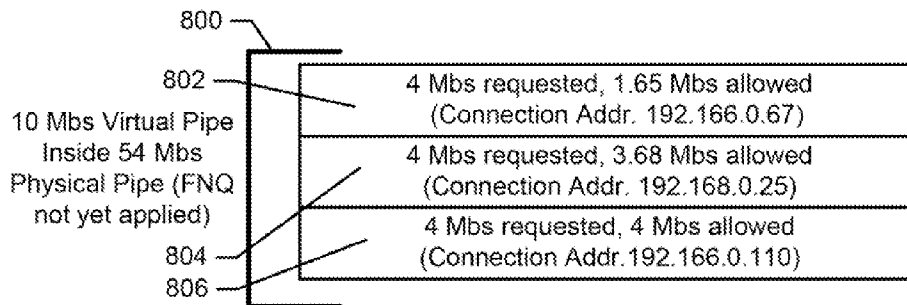 800
802
10 Mbs Virtual Pipe
Inside 54 Mbs
Physical Pipe (FNQ
not yet applied)
804
806
4 Mbs requested, 1.65 Mbs allowed
(Connection Addr. 192.166.0.67)
4 Mbs requested, 3.68 Mbs allowed
(Connection Addr. 192.168.0.25)
4 Mbs requested, 4 Mbs allowed
(Connection Addr.192.166.0.110)